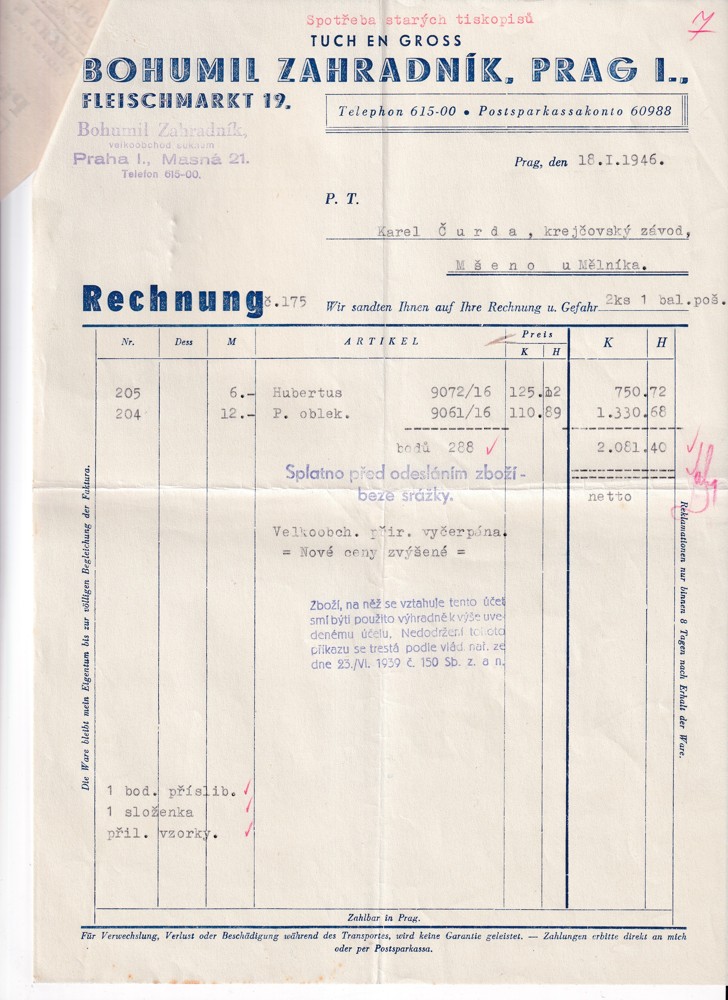 Spotřeba starých tiskopisů
7
TUCH EN GROSS
BOHUMIL ZAHRADNÍK, PRAG I.,
FLEISCHMARKT 19.
Telephon 615-00 • Postsparkassakonto 60988
Bohumil Zahradník,
velkoobchod suknem
Praha I., Masná 21.
Telefon 615-00.
Prag, den 18.I.1946.
P. T.
Karel Čurda, krejčovský závod,
Mšeno u Mělníka.
Rechnung č.175 Wir sandten Ihnen auf Ihre Rechnung u. Gefahr 2ks 1 bal.poš.
Nr. Dess M ARTIKEL Preis K H K H
205 6.- Hubertus 9072/16 125.12 750.72
204 12.- P. oblek. 9061/16 110.89 1.330.68
bodů 288 2.081.40
Splatno před odesláním zboží -
beze srážky.
netto
Velkoobch. přir. vyčerpána.
= Nové ceny zvýšené =
Zboží, na něž se vztahuje tento účet
smí býti použito výhradně k výše uve-
denému účelu. Nedodržení tohoto
příkazu se trestá podle vlád. nař. ze
dne 23./VI. 1939 č. 150 Sb. z. a n.
Die Ware bleibt mein Eigentum bis zur völligen Begleichung der Faktura.
Reklamationen nur binnen 8 Tagen nach Erhalt der Ware.
1 bod. příslib.
1 složenka
příl. vzorky.
Zahlbar in Prag.
Für Verwechslung, Verlust oder Beschädigung während des Transportes, wird keine Garantie geleistet. — Zahlungen erbitte direkt an mich
oder per Postsparkassa.